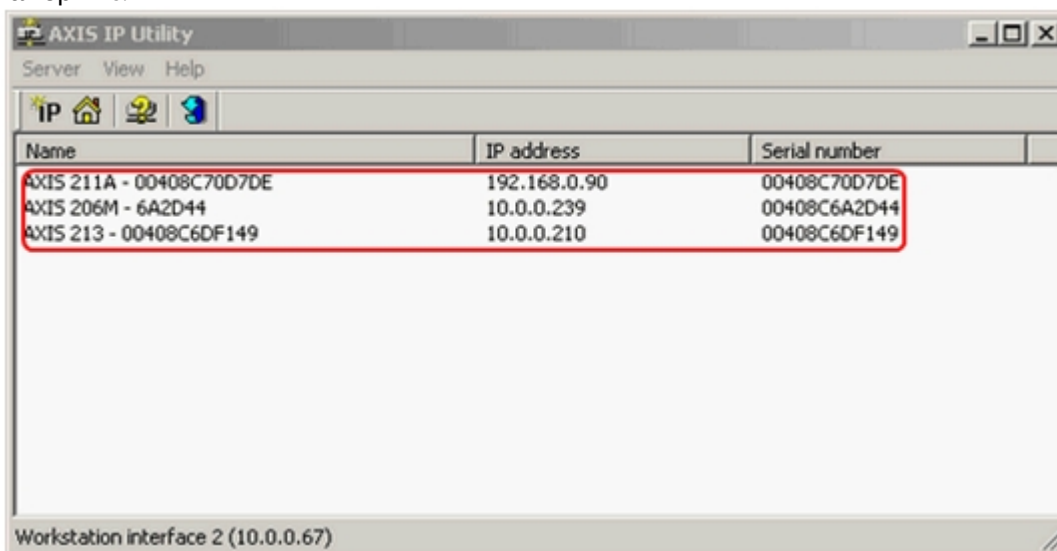 AXIS IP Utility
Server View Help
IP
Name IP address Serial number
AXIS 211A - 00408C70D7DE 192.168.0.90 00408C70D7DE
AXIS 206M - 6A2D44 10.0.0.239 00408C6A2D44
AXIS 213 - 00408C6DF149 10.0.0.210 00408C6DF149
Workstation interface 2 (10.0.0.67)